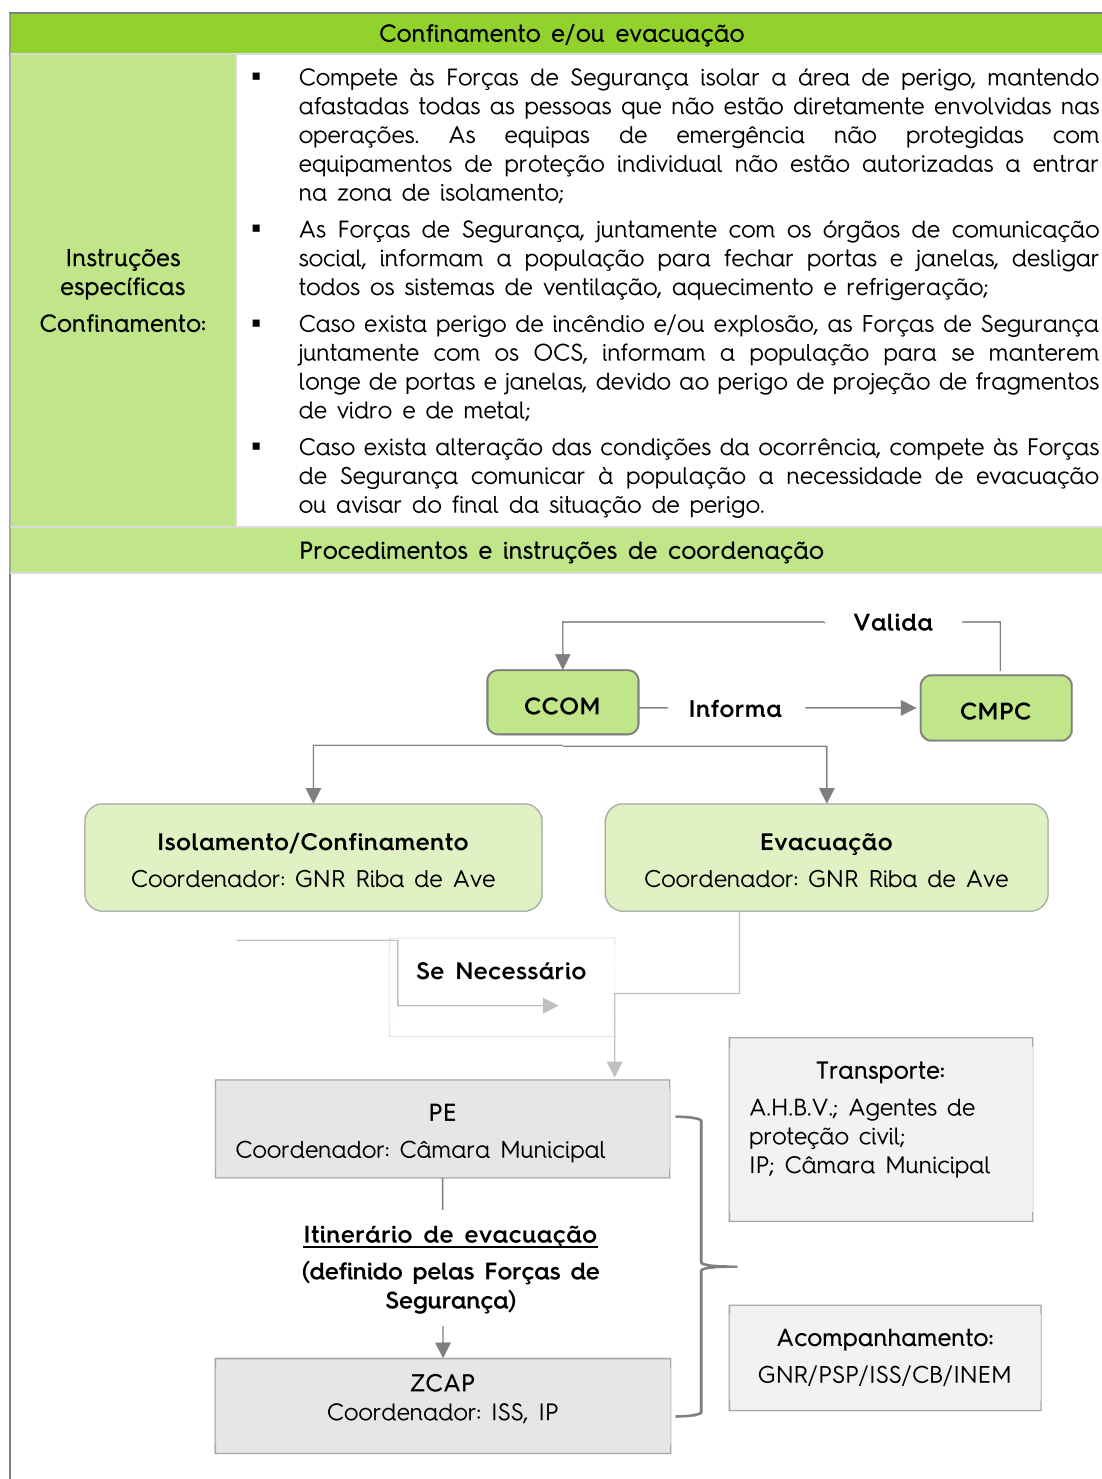 Confinamento e/ou evacuação
Instruções
específicas
Confinamento:
▪ Compete às Forças de Segurança isolar a área de perigo, mantendo
afastadas todas as pessoas que não estão diretamente envolvidas nas
operações. As equipas de emergência não protegidas com
equipamentos de proteção individual não estão autorizadas a entrar
na zona de isolamento;
▪ As Forças de Segurança, juntamente com os órgãos de comunicação
social, informam a população para fechar portas e janelas, desligar
todos os sistemas de ventilação, aquecimento e refrigeração;
▪ Caso exista perigo de incêndio e/ou explosão, as Forças de Segurança
juntamente com os OCS, informam a população para se manterem
longe de portas e janelas, devido ao perigo de projeção de fragmentos
de vidro e de metal;
▪ Caso exista alteração das condições da ocorrência, compete às Forças
de Segurança comunicar à população a necessidade de evacuação
ou avisar do final da situação de perigo.
Procedimentos e instruções de coordenação
Valida
CCOM
Informa
CMPC
Isolamento/Confinamento
Coordenador: GNR Riba de Ave
Evacuação
Coordenador: GNR Riba de Ave
Se Necessário
PE
Coordenador: Câmara Municipal
Transporte:
A.H.B.V.; Agentes de
proteção civil;
IP; Câmara Municipal
Itinerário de evacuação
(definido pelas Forças de
Segurança)
Acompanhamento:
GNR/PSP/ISS/CB/INEM
ZCAP
Coordenador: ISS, IP